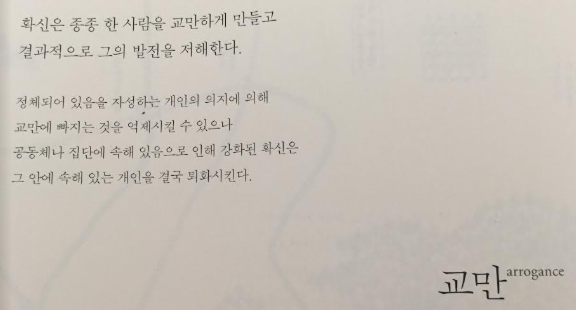 확신은 종종 한 사람을 교만하게 만들고
결과적으로 그의 발전을 저해한다.
정체되어 있음을 자성하는 개인의 의지에 의해
교만에 빠지는 것을 억제시킬 수 있으나
공동체나 집단에 속해 있음으로 인해 강화된 확신은
그 안에 속해 있는 개인을 결국 퇴화시킨다.
교만 arrogance